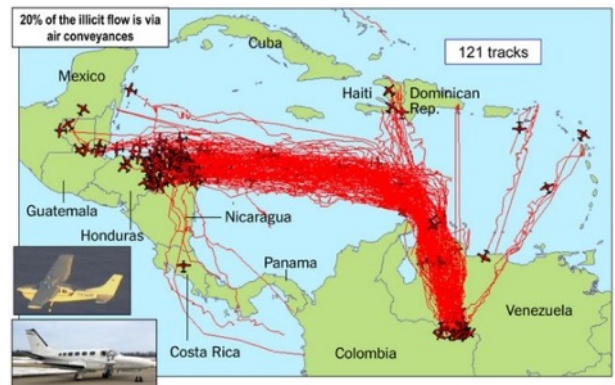 20% of the illicit flow is via
air conveyances
121 tracks
Cuba
Mexico
Haiti
Dominican
Rep.
Guatemala
Honduras
Nicaragua
Panama
Costa Rica
Colombia
Venezuela